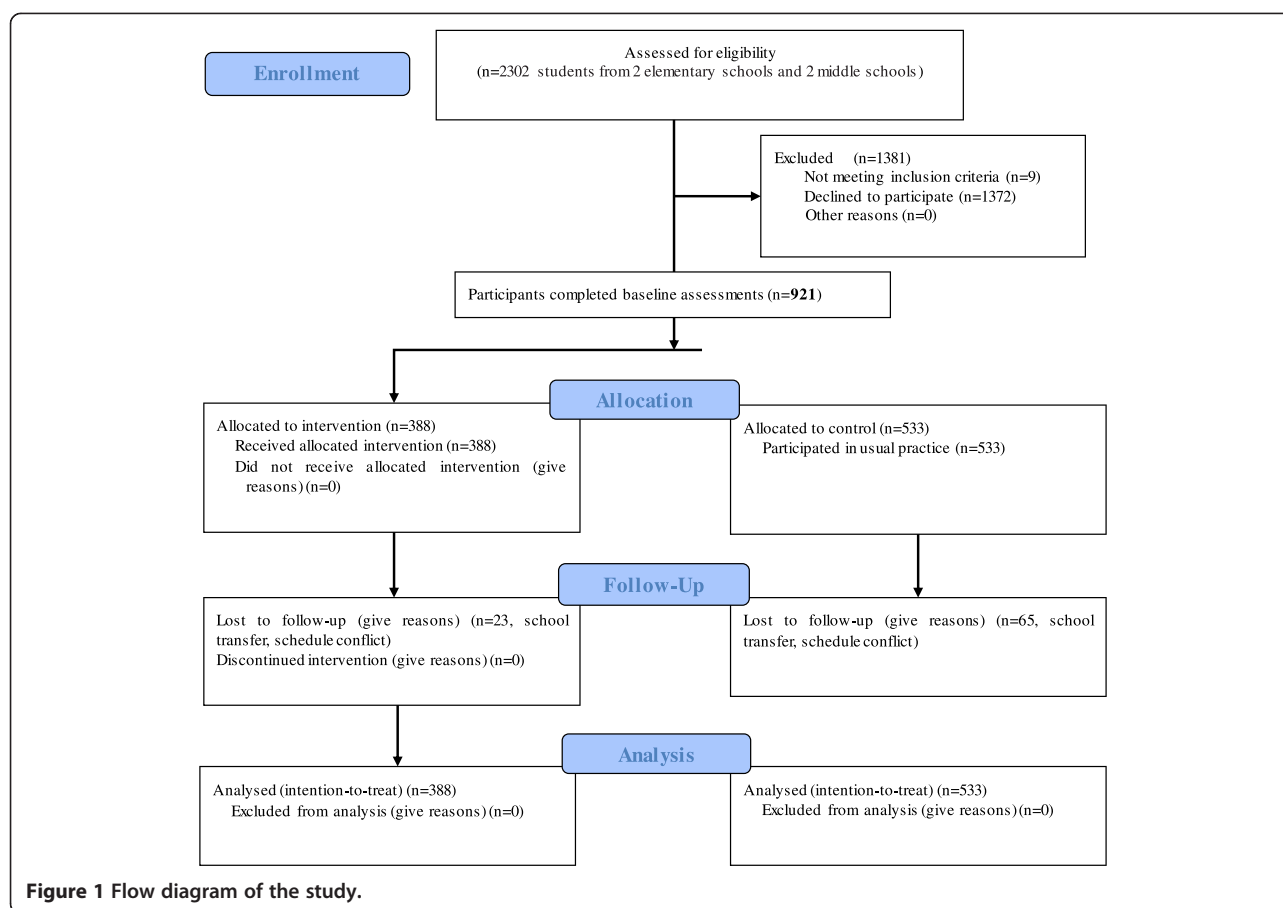 Enrollment
Assessed for eligibility
(n=2302 students from 2 elementary schools and 2 middle schools)
Excluded (n=1381)
Not meeting inclusion criteria (n=9)
Declined to participate (n=1372)
Other reasons (n=0)
Participants completed baseline assessments (n=921)
Allocation
Allocated to intervention (n=388)
Received allocated intervention (n=388)
Did not receive allocated intervention (give
reasons) (n=0)
Allocated to control (n=533)
Participated in usual practice (n=533)
Follow-Up
Lost to follow-up (give reasons) (n=23, school
transfer, schedule conflict)
Discontinued intervention (give reasons) (n=0)
Lost to follow-up (give reasons) (n=65, school
transfer, schedule conflict)
Analysis
Analysed (intention-to-treat) (n=388)
Excluded from analysis (give reasons) (n=0)
Analysed (intention-to-treat) (n=533)
Excluded from analysis (give reasons) (n=0)
Figure 1 Flow diagram of the study.